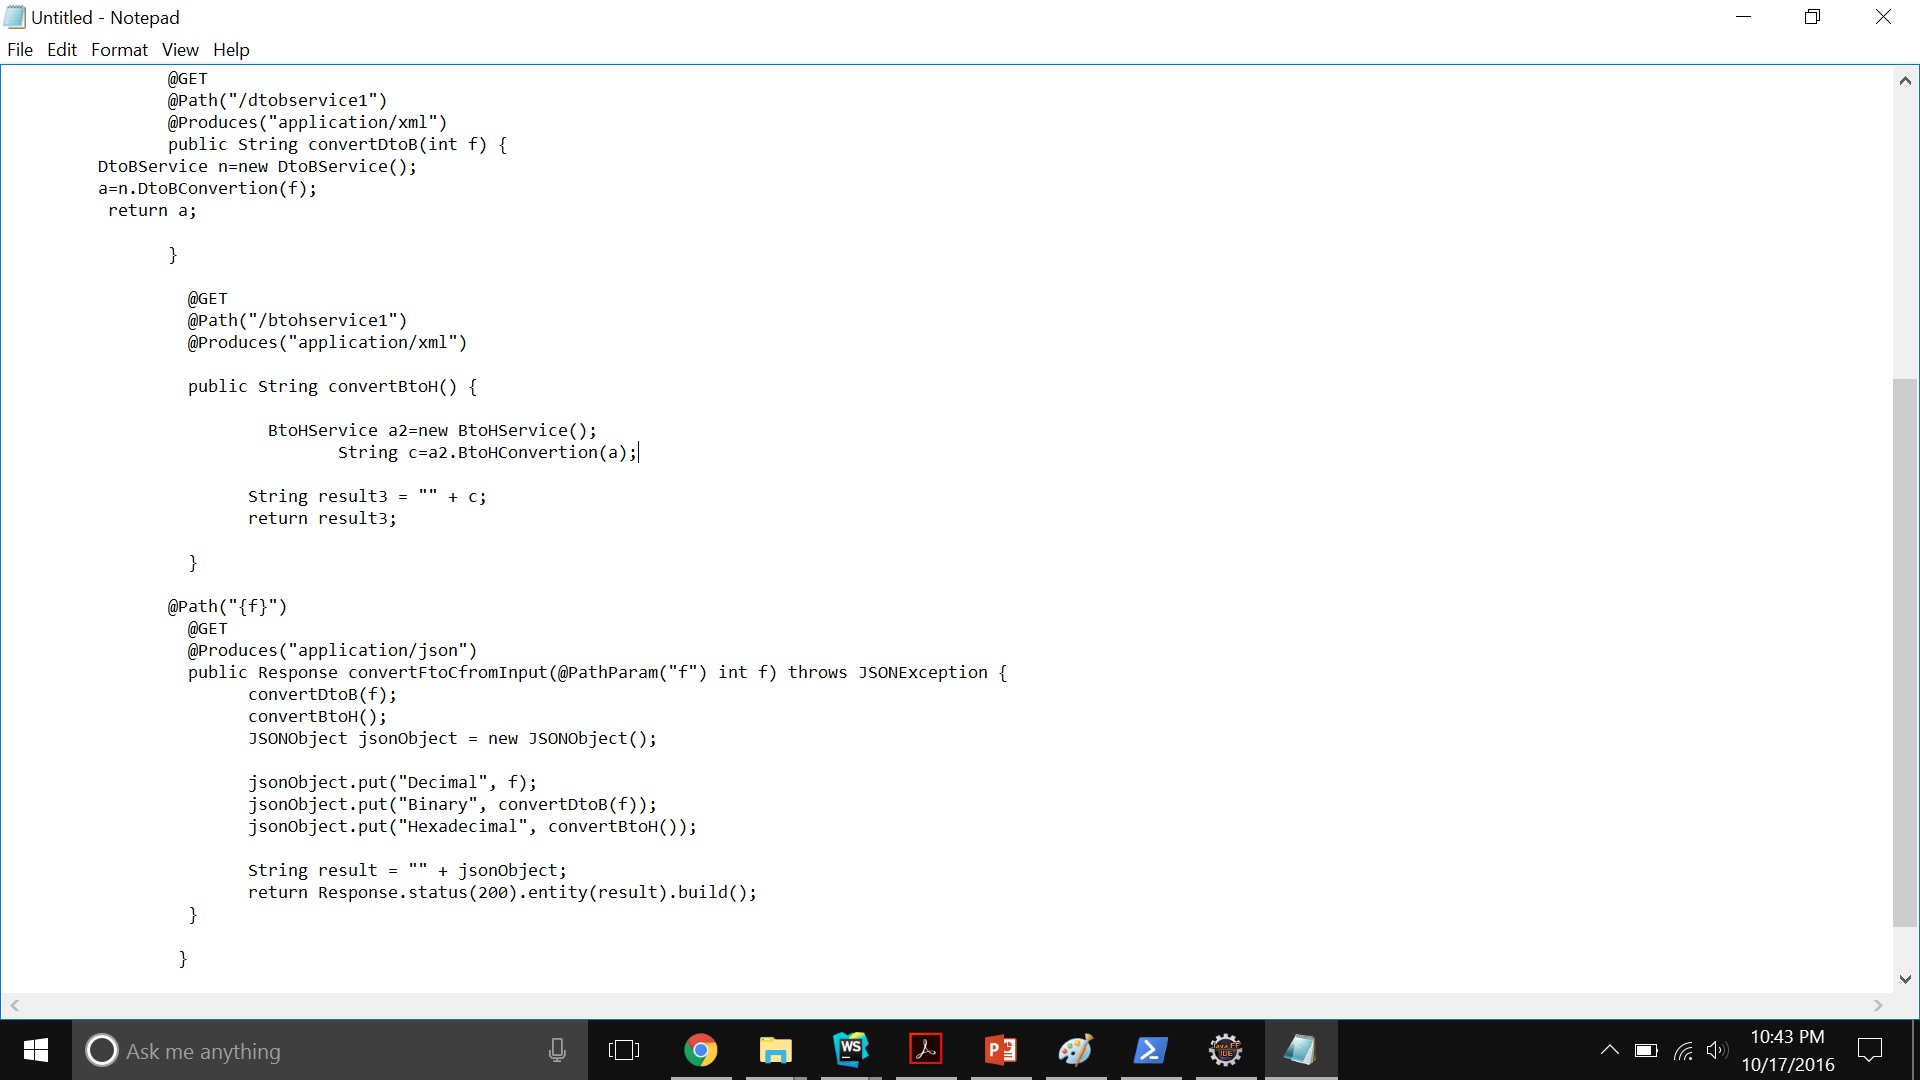 Untitled - Notepad
File Edit Format View Help
@GET
@Path("/dtobservice1")
@Produces("application/xml")
public String convertDtoB(int f) {
DtoBService n=new DtoBService();
a=n.DtoBConvertion(f);
return a;
}
@GET
@Path("/btohservice1")
@Produces("application/xml")
public String convertBtoH() {
BtoHService a2=new BtoHService();
String c=a2.BtoHConvertion(a);
String result3 = "" + c;
return result3;
}
@Path("{f}")
@GET
@Produces("application/json")
public Response convertFtoCfromInput(@PathParam("f") int f) throws JSONException {
convertDtoB(f);
convertBtoH();
JSONObject jsonObject = new JSONObject();
jsonObject.put("Decimal", f);
jsonObject.put("Binary", convertDtoB(f));
jsonObject.put("Hexadecimal", convertBtoH());
String result = "" + jsonObject;
return Response.status(200).entity(result).build();
}
}
Ask me anything
WS
Java EE
IDE
10:43 PM
10/17/2016